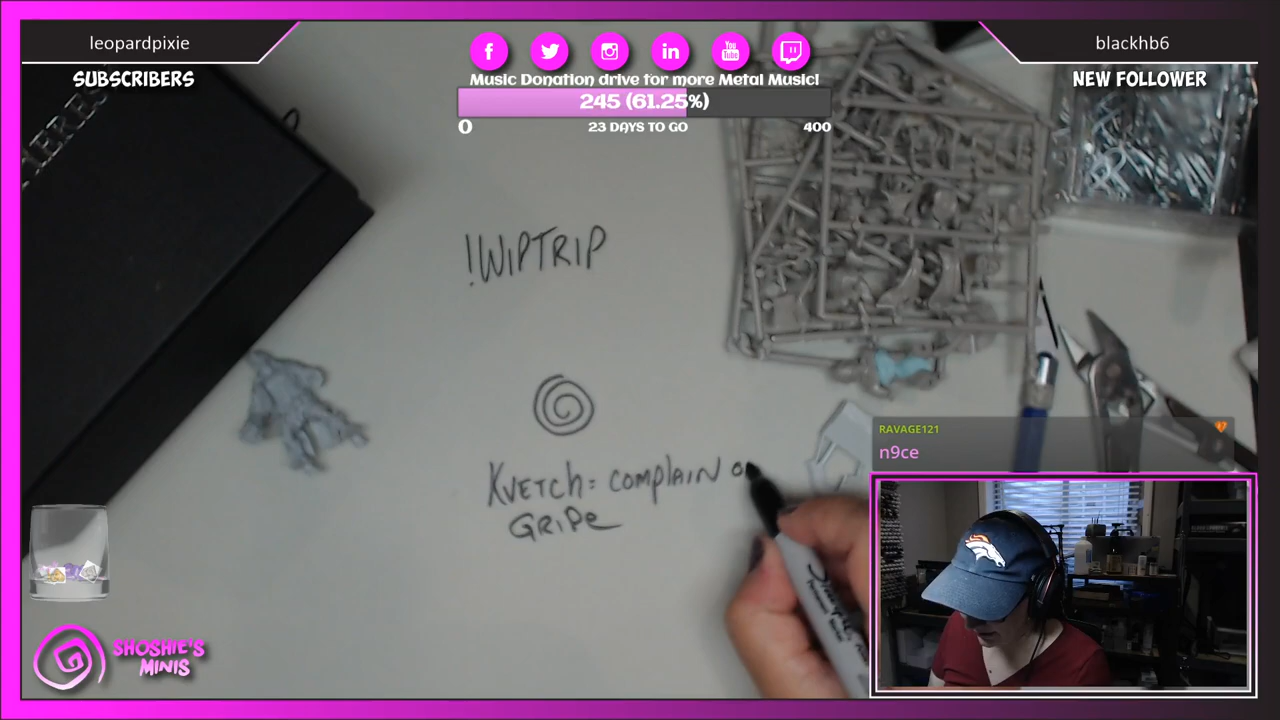 leopardpixie
SUBSCRIBERS
Music Donation drive for more Metal Music!
245 (61.25%)
0
23 DAYS TO GO
400
blackhb6
NEW FOLLOWER
!WIPTRIP
KVETCH = COMPLAIN
GRIPE
RAVAGE121
n9ce
SHOSHIE'S
MINIS
Sharpie